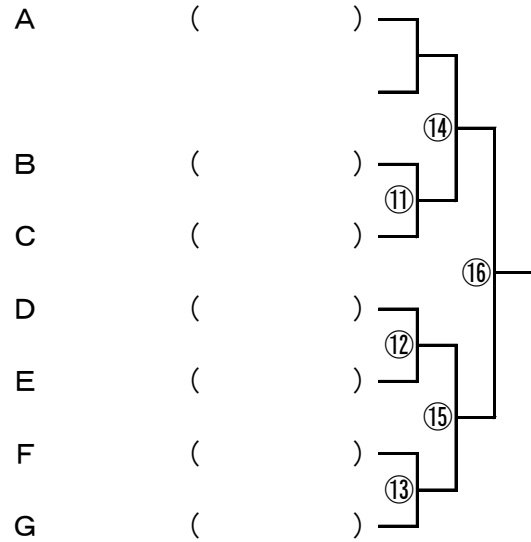 A （ ）
⑭
B （ ）
⑪
C （ ）
⑯
D （ ）
⑫
E （ ）
⑮
F （ ）
⑬
G （ ）